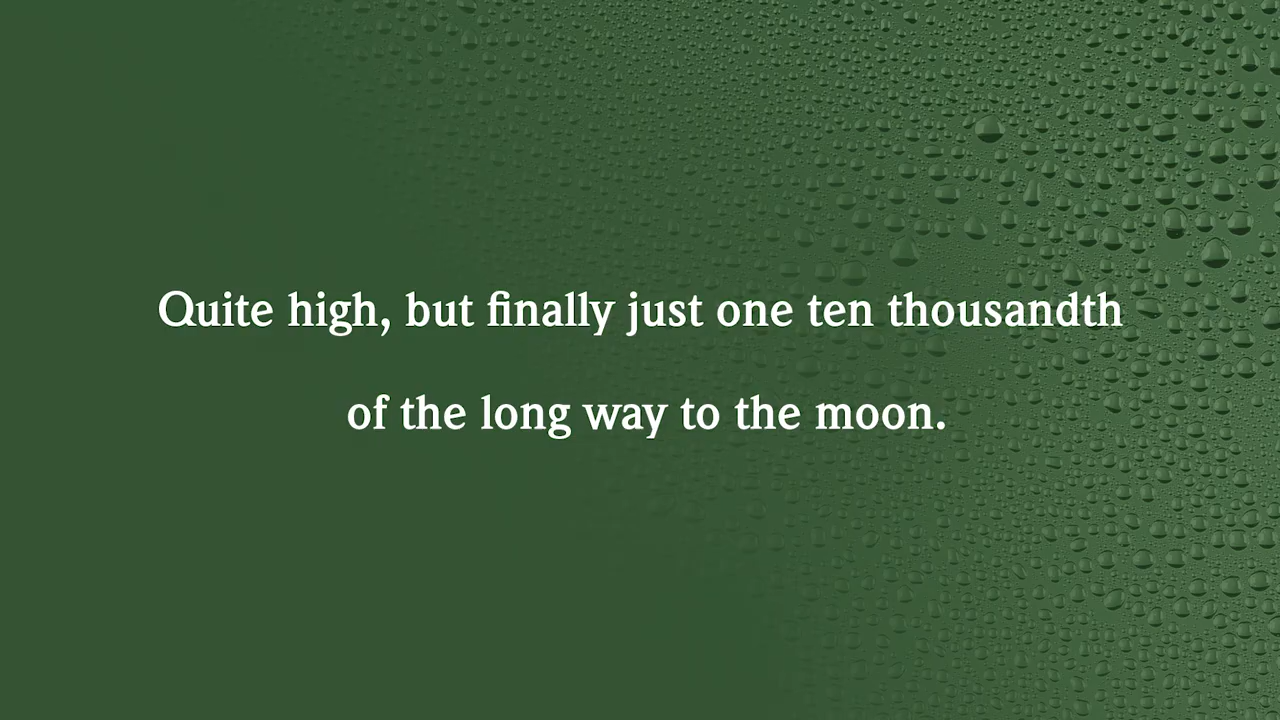 Quite high, but finally just one ten thousandth
of the long way to the moon.